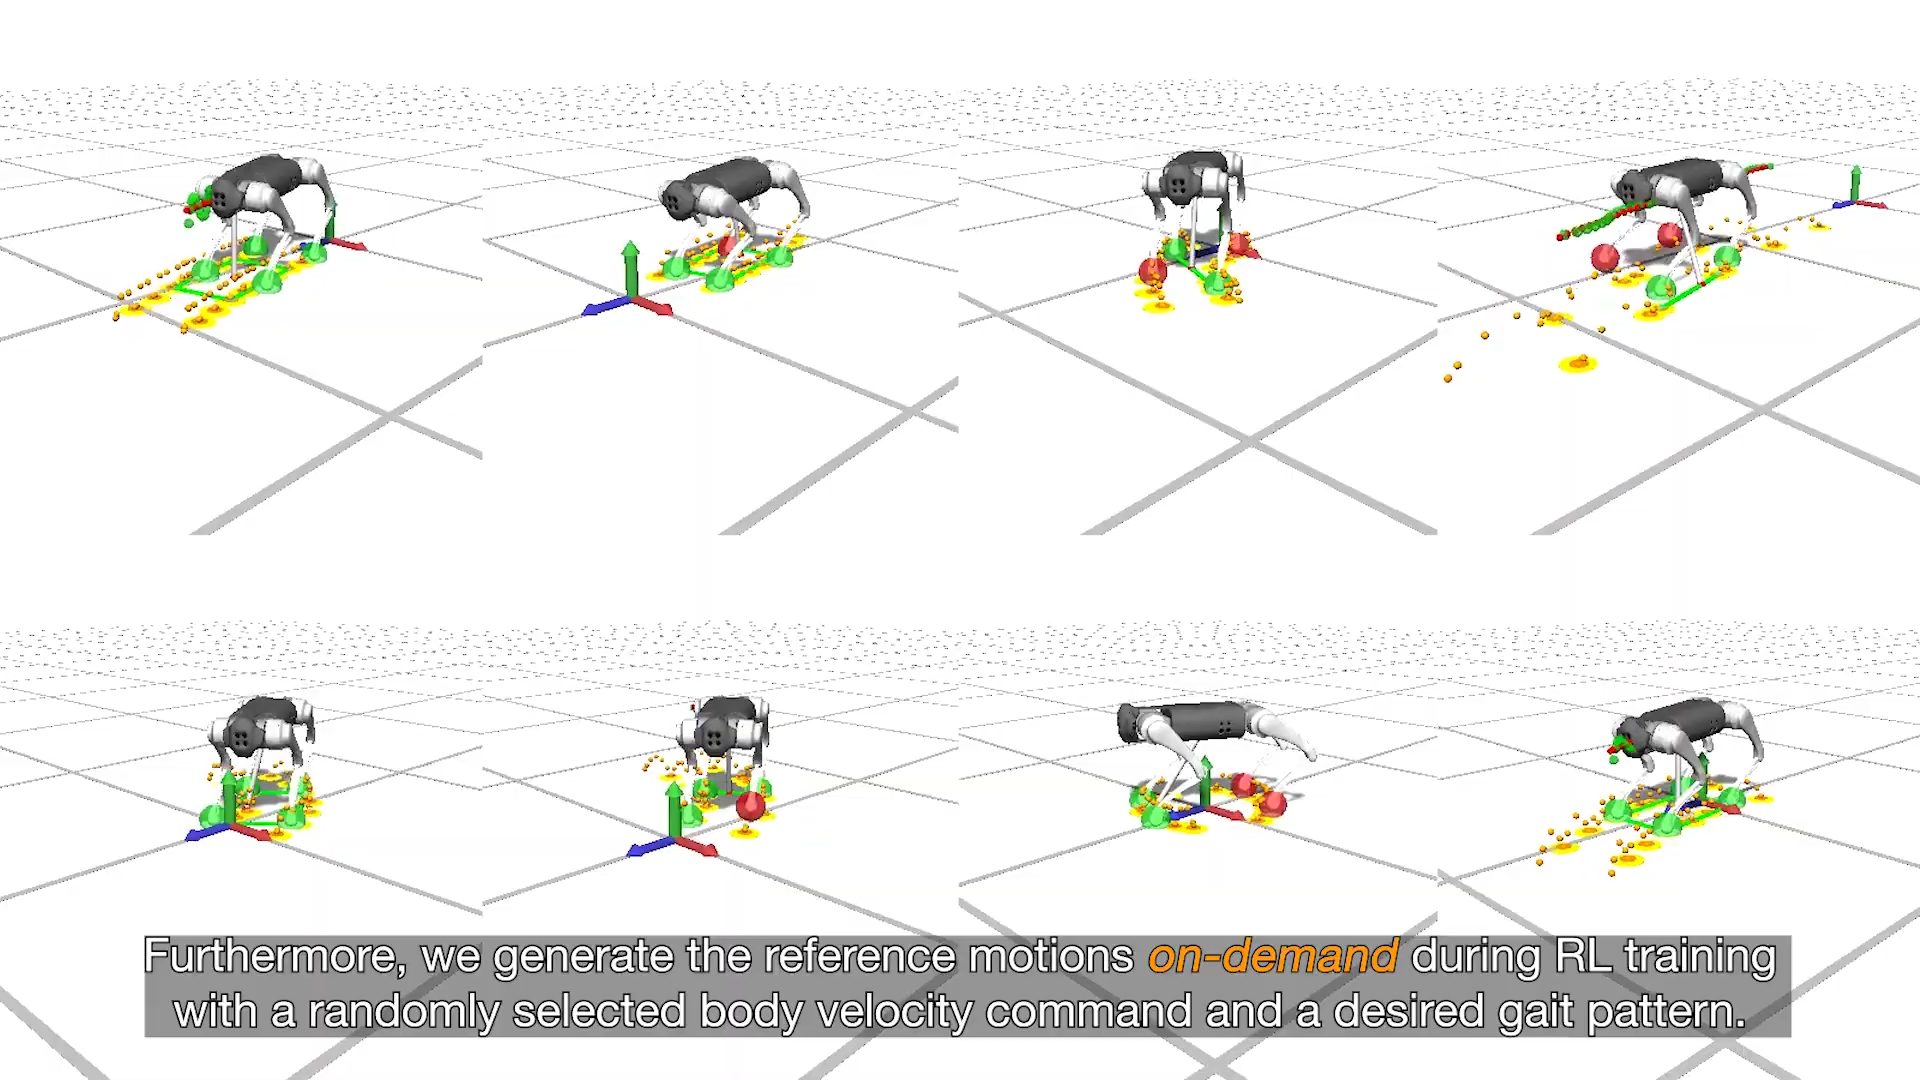 Furthermore, we generate the reference motions on-demand during RL training
with a randomly selected body velocity command and a desired gait pattern.